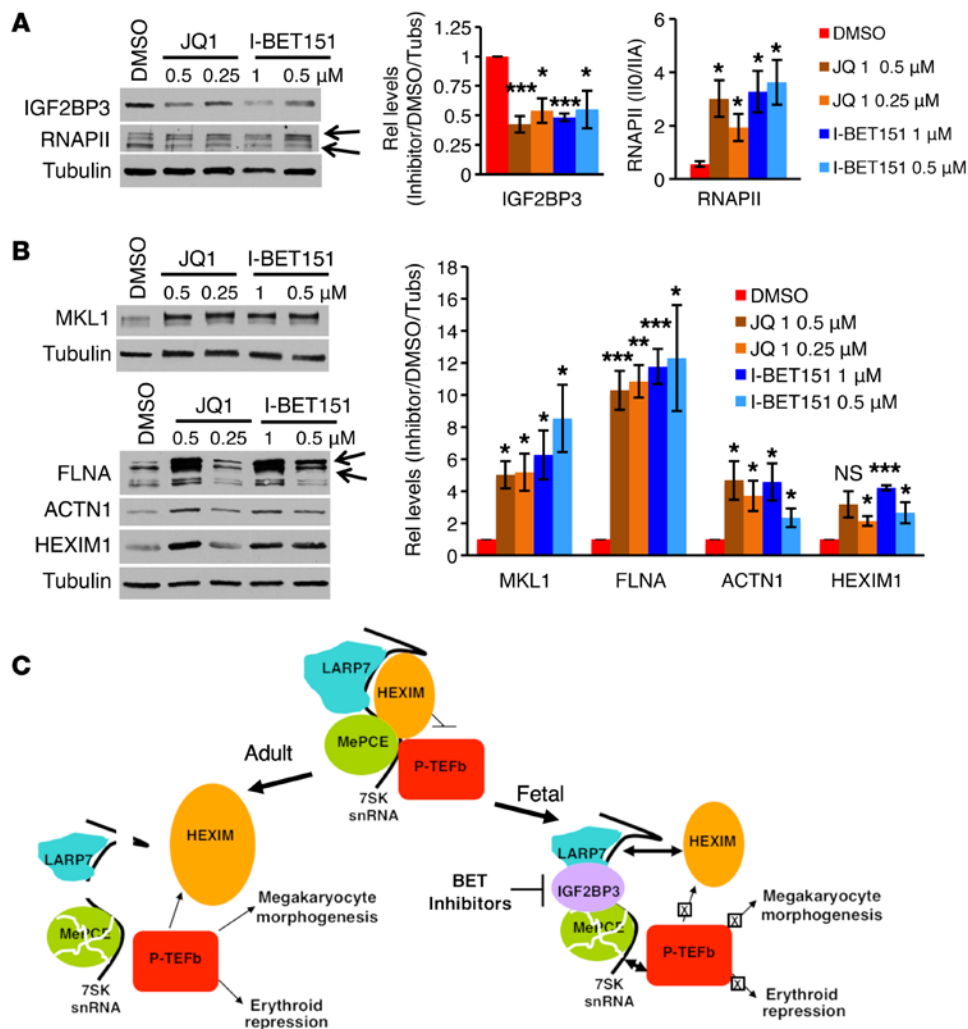 A
DMSO
JQ1
I-BET151
0.5 0.25 1 0.5 µM
IGF2BP3
RNAPII
Tubulin
Rel levels
(Inhibitor/DMSO/Tubs)
1.25
1
0.75
0.5
0.25
0
***
*
***
*
IGF2BP3
RNAPII (II0/IIA)
6
4
2
0
*
*
*
*
RNAPII
DMSO
JQ 1 0.5 µM
JQ 1 0.25 µM
I-BET151 1 µM
I-BET151 0.5 µM
B
DMSO
JQ1
I-BET151
0.5 0.25 1 0.5 µM
MKL1
Tubulin
DMSO
JQ1
I-BET151
0.5 0.25 1 0.5 µM
FLNA
ACTN1
HEXIM1
Tubulin
Rel levels (Inhibtor/DMSO/Tubs)
18
16
14
12
10
8
6
4
2
0
* * * *
*** ** *** *
* * * *
NS * *** *
MKL1 FLNA ACTN1 HEXIM1
DMSO
JQ 1 0.5 µM
JQ 1 0.25 µM
I-BET151 1 µM
I-BET151 0.5 µM
C
LARP7
HEXIM
MePCE
P-TEFb
7SK
snRNA
Adult
Fetal
LARP7
HEXIM
MePCE
P-TEFb
7SK
snRNA
Megakaryocyte
morphogenesis
Erythroid
repression
BET
Inhibitors
LARP7
IGF2BP3
MePCE
HEXIM
P-TEFb
7SK
snRNA
X
X
X
Megakaryocyte
morphogenesis
Erythroid
repression